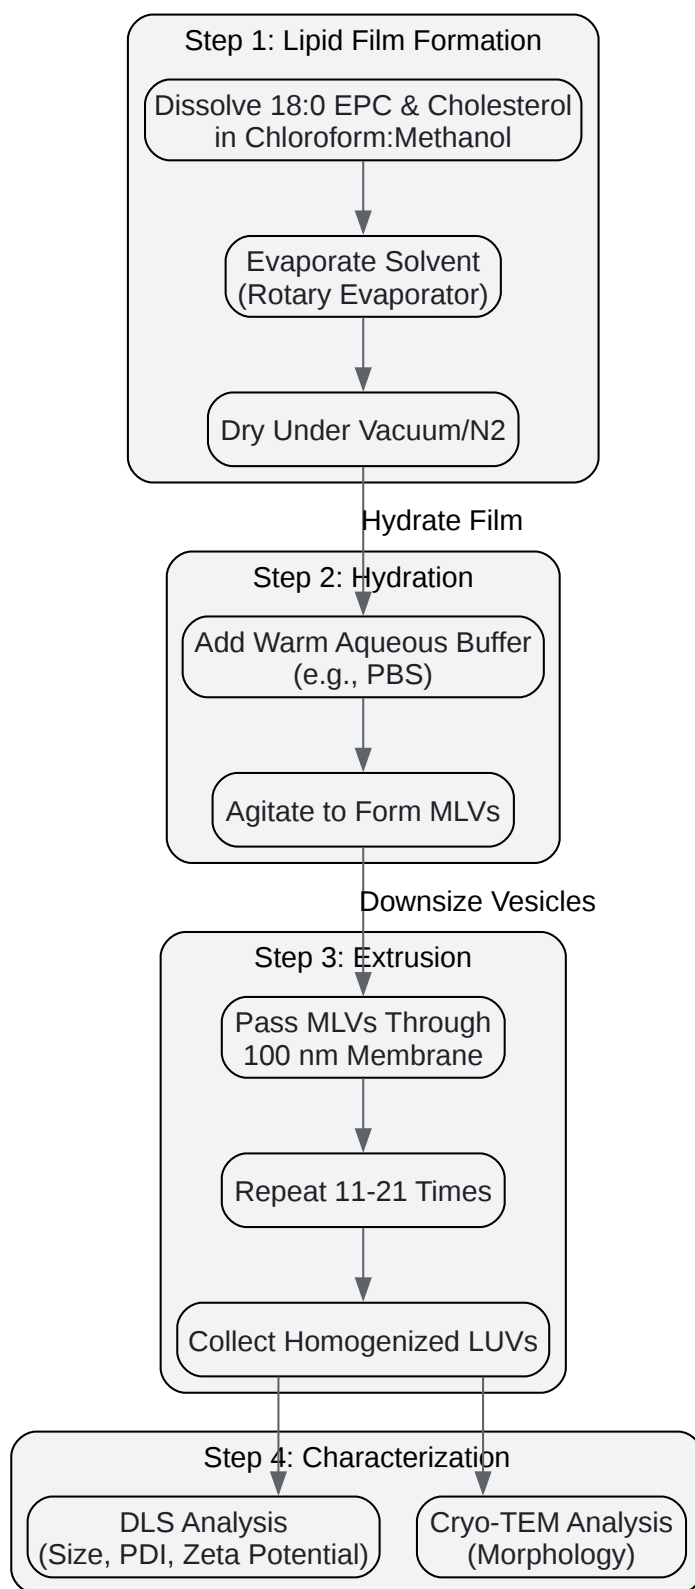 Step 1: Lipid Film Formation
Dissolve 18:0 EPC & Cholesterol
in Chloroform:Methanol
Evaporate Solvent
(Rotary Evaporator)
Dry Under Vacuum/N2
Hydrate Film
Step 2: Hydration
Add Warm Aqueous Buffer
(e.g., PBS)
Agitate to Form MLVs
Downsize Vesicles
Step 3: Extrusion
Pass MLVs Through
100 nm Membrane
Repeat 11-21 Times
Collect Homogenized LUVs
Step 4: Characterization
DLS Analysis
(Size, PDI, Zeta Potential)
Cryo-TEM Analysis
(Morphology)